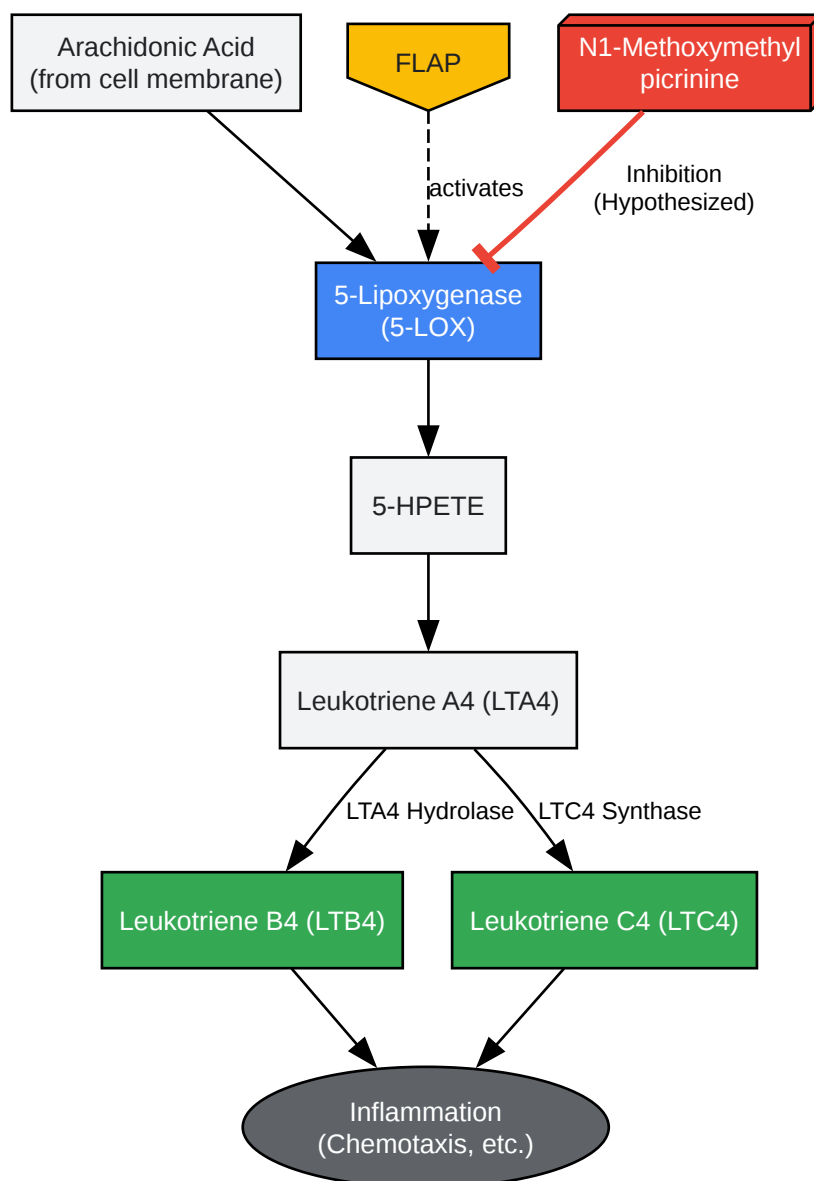 Arachidonic Acid
(from cell membrane)
FLAP
N1-Methoxymethyl
picrinine
activates
Inhibition
(Hypothesized)
5-Lipoxygenase
(5-LOX)
5-HPETE
Leukotriene A4 (LTA4)
LTA4 Hydrolase
LTC4 Synthase
Leukotriene B4 (LTB4)
Leukotriene C4 (LTC4)
Inflammation
(Chemotaxis, etc.)